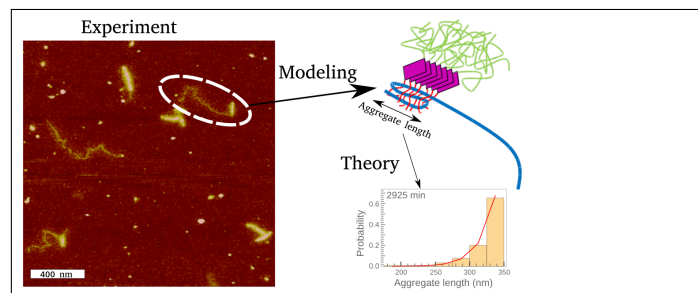 Experiment
Modeling
Aggregate length
Theory
400 nm
2925 min
Probability
0.6
0.4
0.2
0.0
200 250 300 350
Aggregate length (nm)